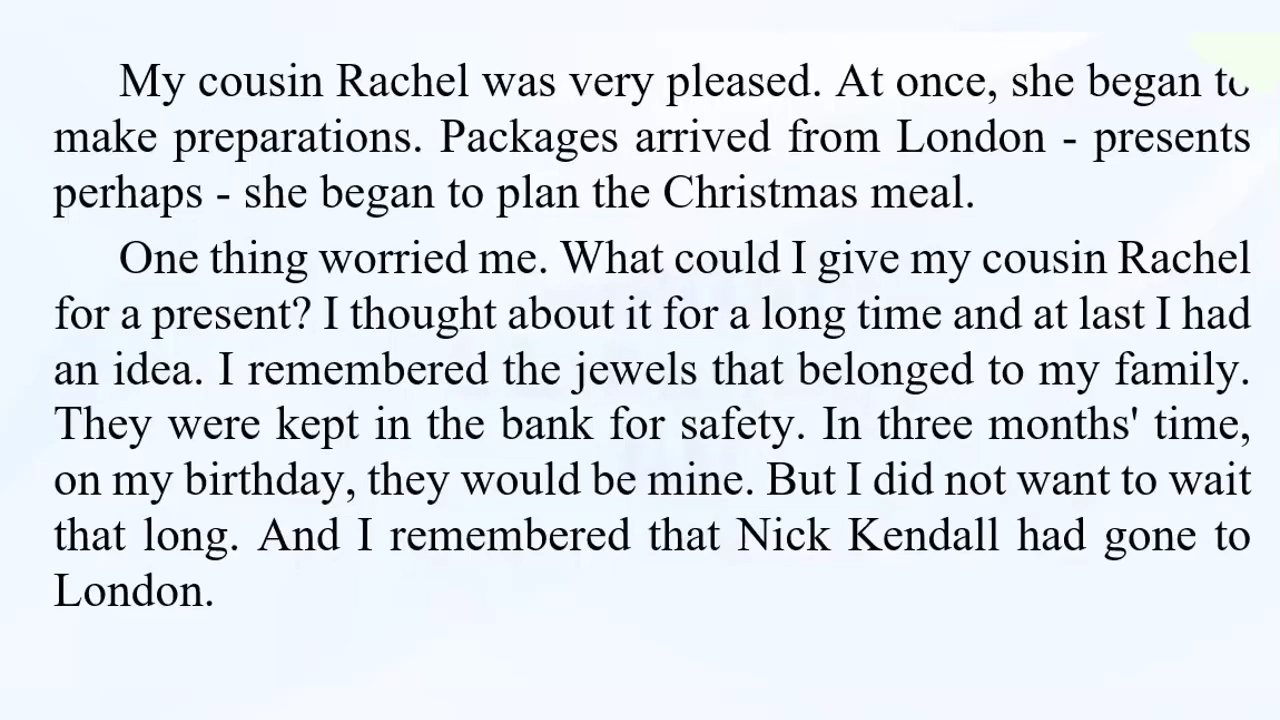 My cousin Rachel was very pleased. At once, she began to
make preparations. Packages arrived from London - presents
perhaps - she began to plan the Christmas meal.
One thing worried me. What could I give my cousin Rachel
for a present? I thought about it for a long time and at last I had
an idea. I remembered the jewels that belonged to my family.
They were kept in the bank for safety. In three months' time,
on my birthday, they would be mine. But I did not want to wait
that long. And I remembered that Nick Kendall had gone to
London.